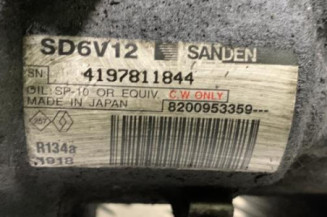 SD6V12 SANDEN
SN 4197811844
OIL:SP-10 OR EQUIV. C.W ONLY
MADE IN JAPAN 8200953359---
R134a
1918